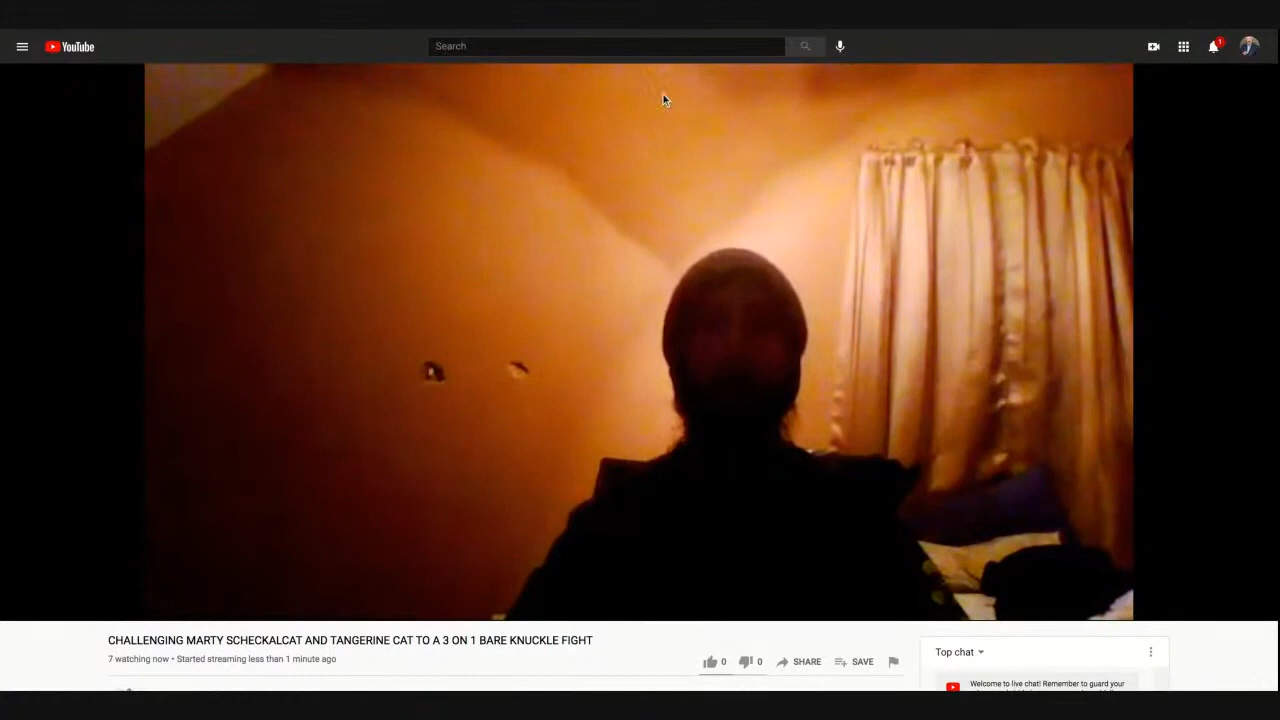 YouTube
Search
1
CHALLENGING MARTY SCHECKALCAT AND TANGERINE CAT TO A 3 ON 1 BARE KNUCKLE FIGHT
7 watching now • Started streaming less than 1 minute ago
0
0
SHARE
SAVE
Top chat
Welcome to live chat! Remember to guard your